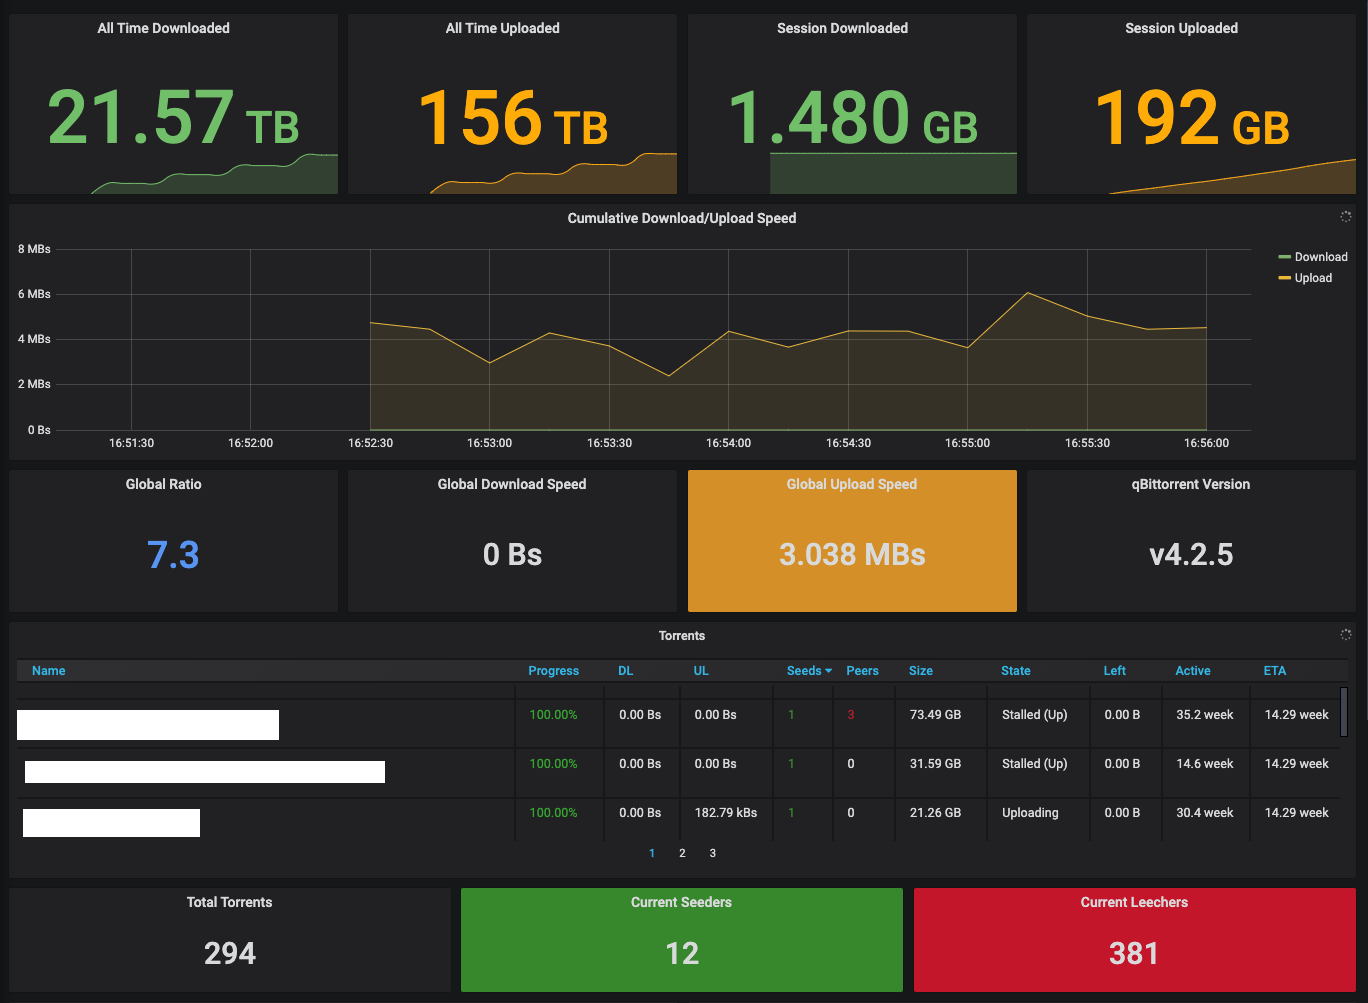 All Time Downloaded
All Time Uploaded
Session Downloaded
Session Uploaded
21.57 TB
156 TB
1.480 GB
192 GB
Cumulative Download/Upload Speed
8 MBs
6 MBs
4 MBs
2 MBs
0 Bs
16:51:30 16:52:00 16:52:30 16:53:00 16:53:30 16:54:00 16:54:30 16:55:00 16:55:30 16:56:00
Download
Upload
Global Ratio
Global Download Speed
Global Upload Speed
qBittorrent Version
7.3
0 Bs
3.038 MBs
v4.2.5
Torrents
Name Progress DL UL Seeds Peers Size State Left Active ETA
100.00% 0.00 Bs 0.00 Bs 1 3 73.49 GB Stalled (Up) 0.00 B 35.2 week 14.29 week
100.00% 0.00 Bs 0.00 Bs 1 0 31.59 GB Stalled (Up) 0.00 B 14.6 week 14.29 week
100.00% 0.00 Bs 182.79 kBs 1 0 21.26 GB Uploading 0.00 B 30.4 week 14.29 week
1 2 3
Total Torrents
Current Seeders
Current Leechers
294
12
381